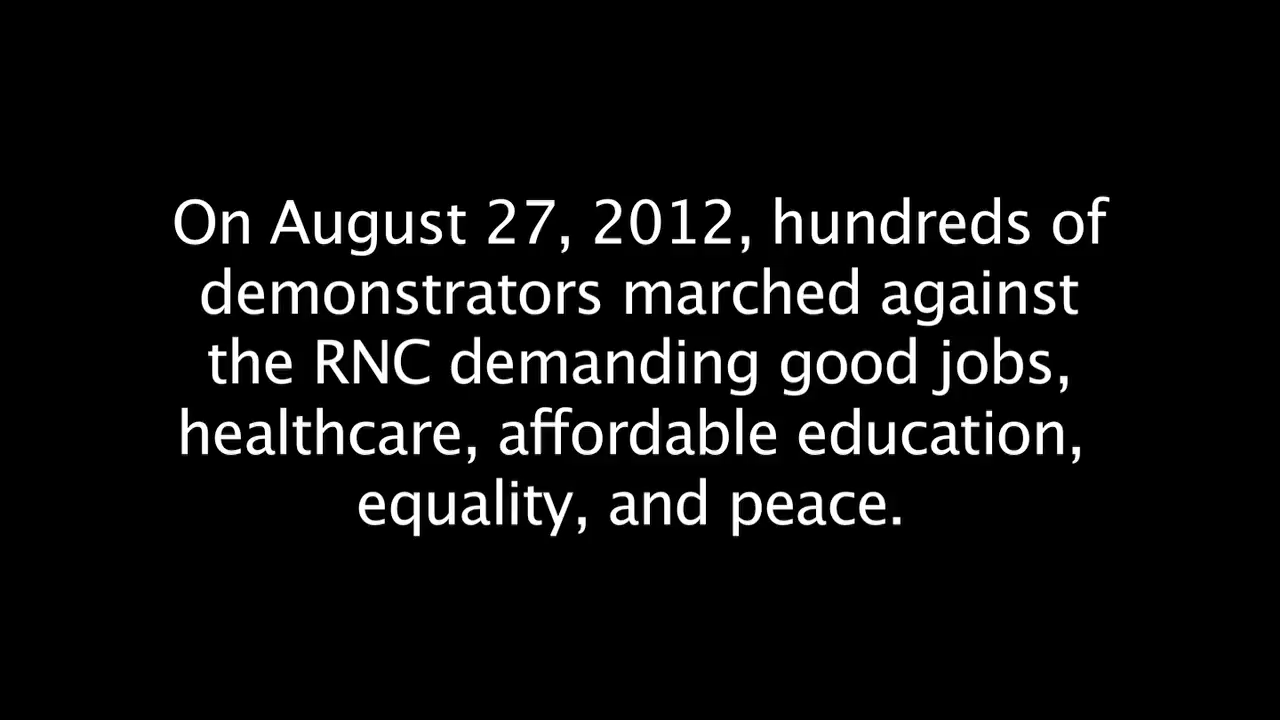 On August 27, 2012, hundreds of
demonstrators marched against
the RNC demanding good jobs,
healthcare, affordable education,
equality, and peace.